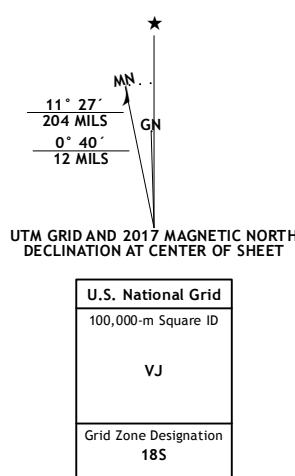 ★
MN
GN
11° 27´
204 MILS
0° 40´
12 MILS
UTM GRID AND 2017 MAGNETIC NORTH
DECLINATION AT CENTER OF SHEET
U.S. National Grid
100,000-m Square ID
VJ
Grid Zone Designation
18S